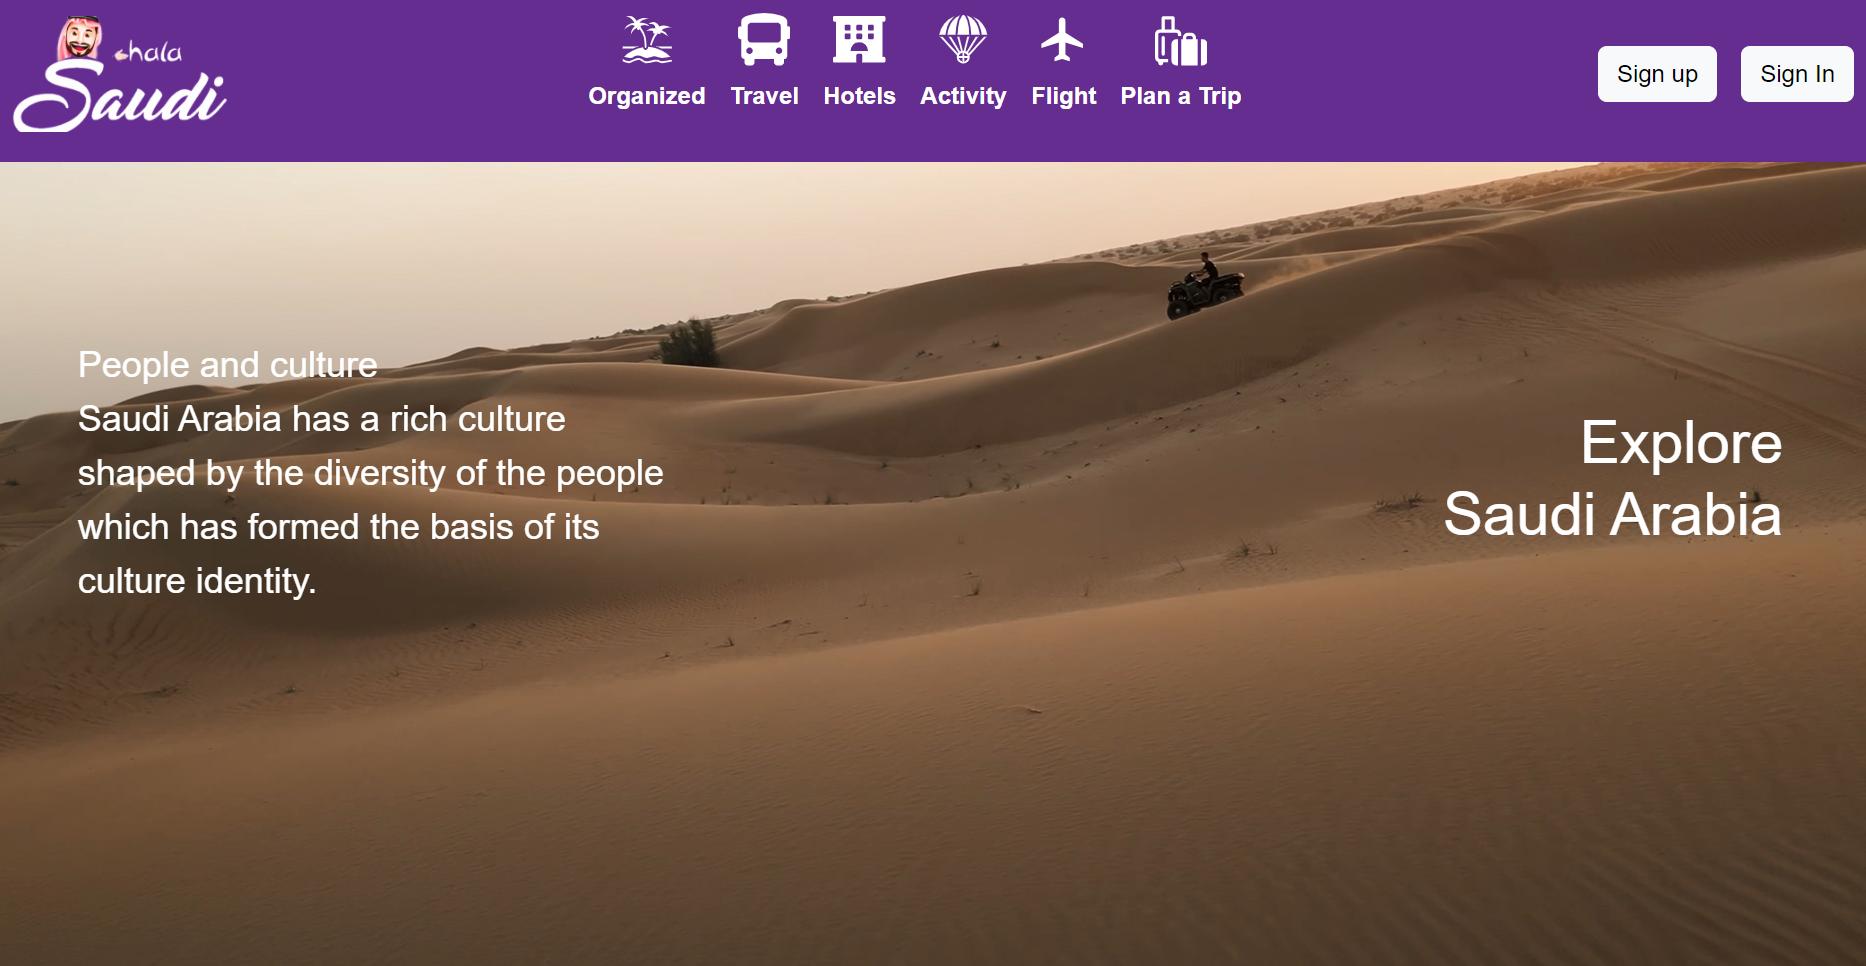 hala
Saudi
Organized
Travel
Hotels
Activity
Flight
Plan a Trip
Sign up
Sign In
People and culture
Saudi Arabia has a rich culture
shaped by the diversity of the people
which has formed the basis of its
culture identity.
Explore
Saudi Arabia